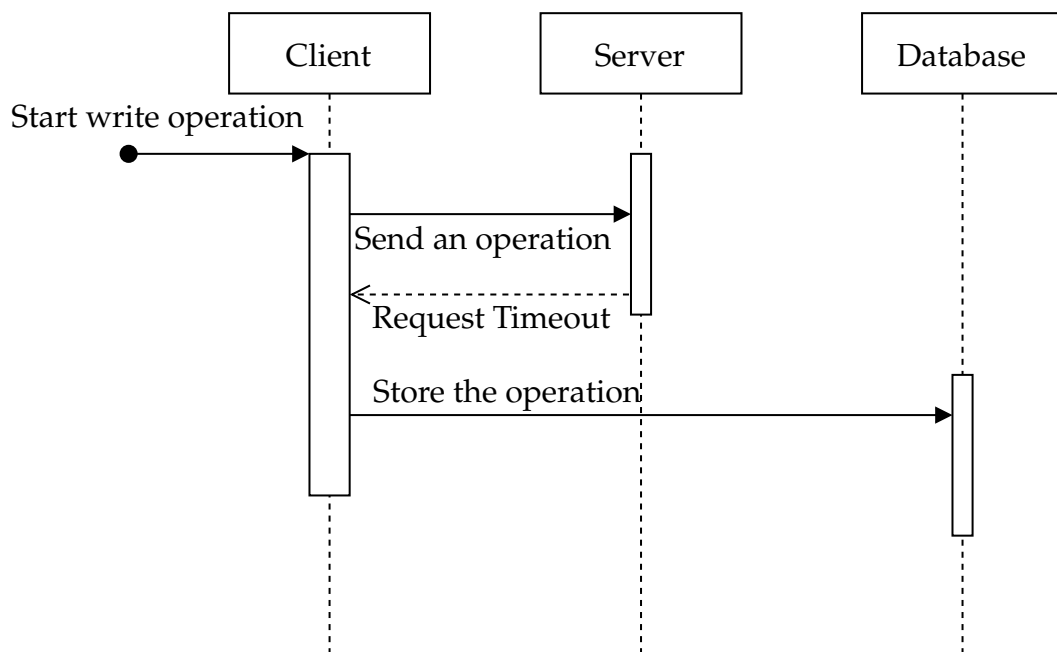 Client
Server
Database
Start write operation
Send an operation
Request Timeout
Store the operation